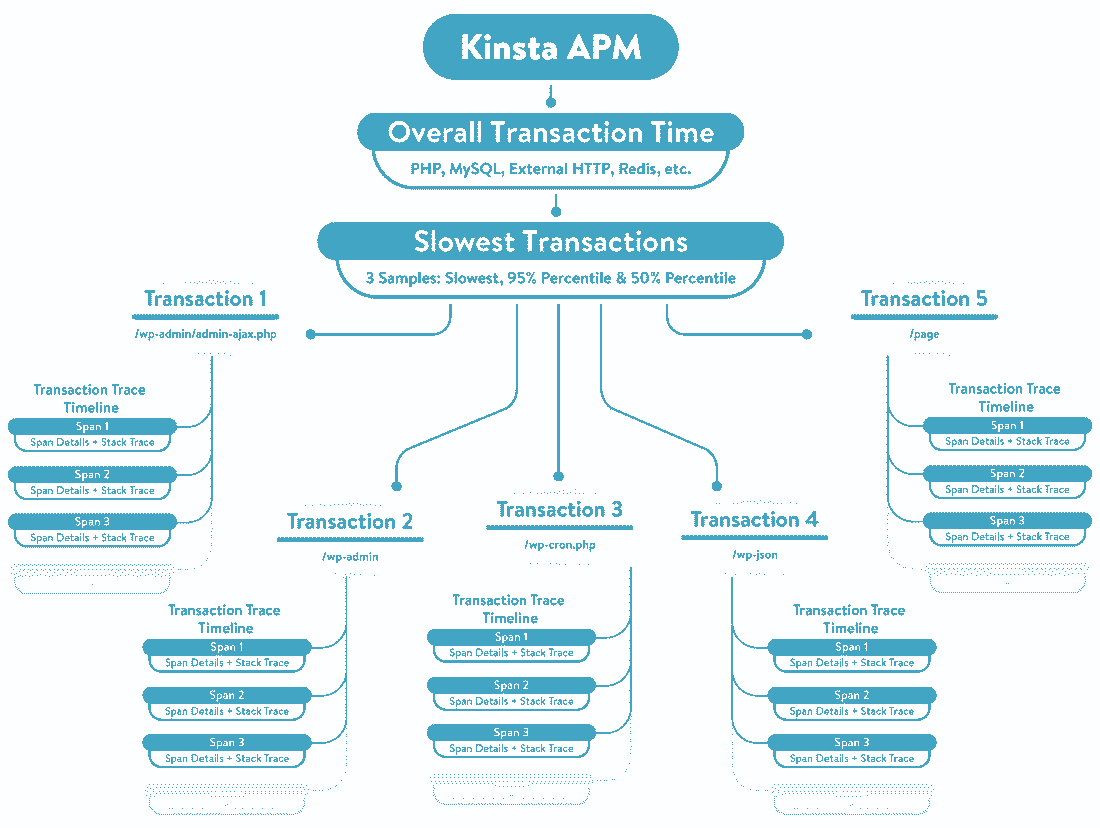 Kinsta APM
Overall Transaction Time
PHP, MySQL, External HTTP, Redis, etc.
Slowest Transactions
3 Samples: Slowest, 95% Percentile & 50% Percentile
Transaction 1
/wp-admin/admin-ajax.php
Transaction Trace
Timeline
Span 1
Span Details + Stack Trace
Span 2
Span Details + Stack Trace
Span 3
Span Details + Stack Trace
Transaction 2
/wp-admin
Transaction Trace
Timeline
Span 1
Span Details + Stack Trace
Span 2
Span Details + Stack Trace
Span 3
Span Details + Stack Trace
Transaction 3
/wp-cron.php
Transaction Trace
Timeline
Span 1
Span Details + Stack Trace
Span 2
Span Details + Stack Trace
Span 3
Span Details + Stack Trace
Transaction 4
/wp-json
Transaction Trace
Timeline
Span 1
Span Details + Stack Trace
Span 2
Span Details + Stack Trace
Span 3
Span Details + Stack Trace
Transaction 5
/page
Transaction Trace
Timeline
Span 1
Span Details + Stack Trace
Span 2
Span Details + Stack Trace
Span 3
Span Details + Stack Trace